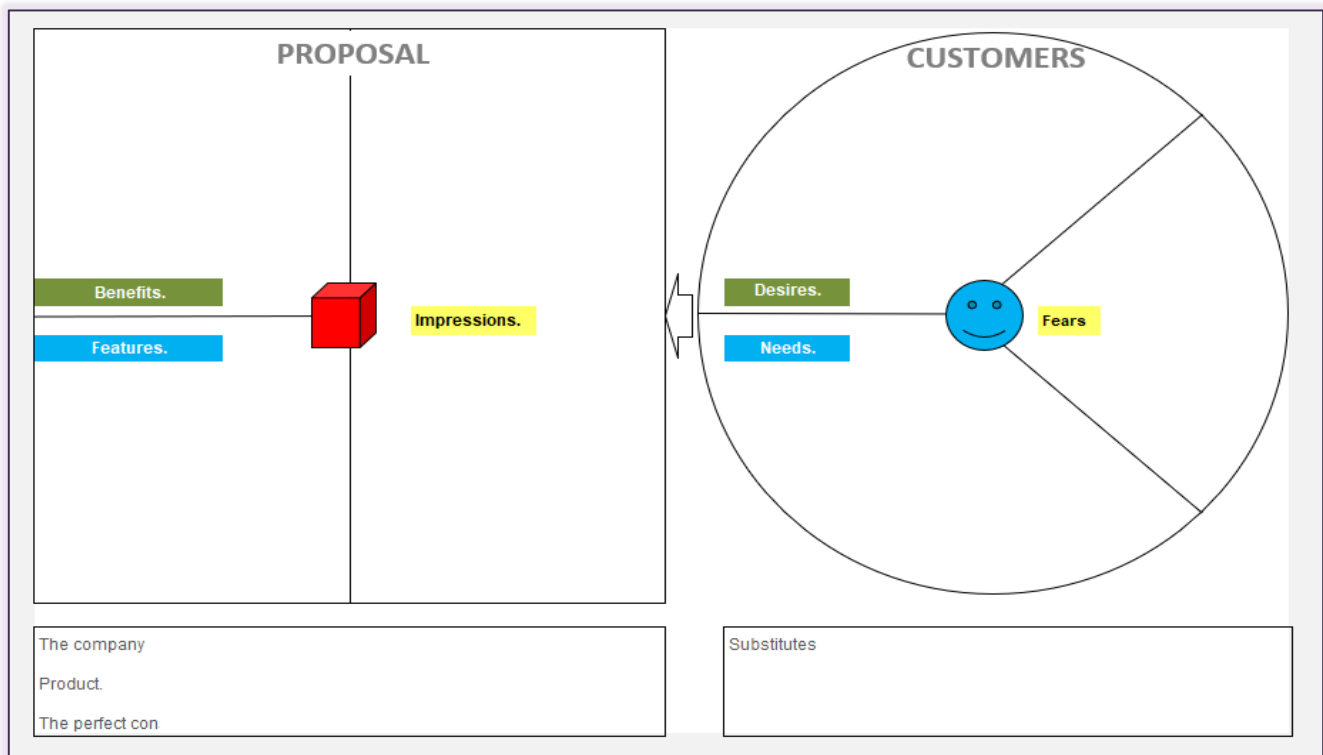 PROPOSAL
CUSTOMERS
Benefits.
Features.
Impressions.
Desires.
Needs.
Fears
The company
Product.
The perfect con
Substitutes